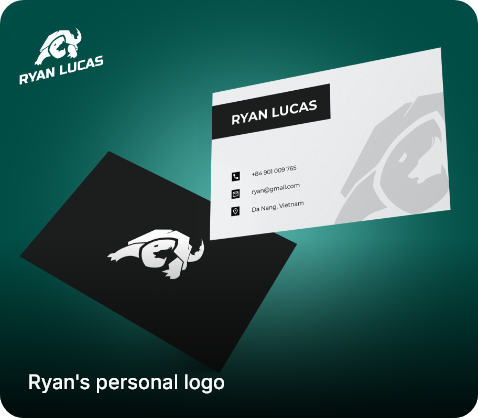 RYAN LUCAS
RYAN LUCAS
+84 901 009 765
ryan@gmail.com
Da Nang, Vietnam
Ryan's personal logo